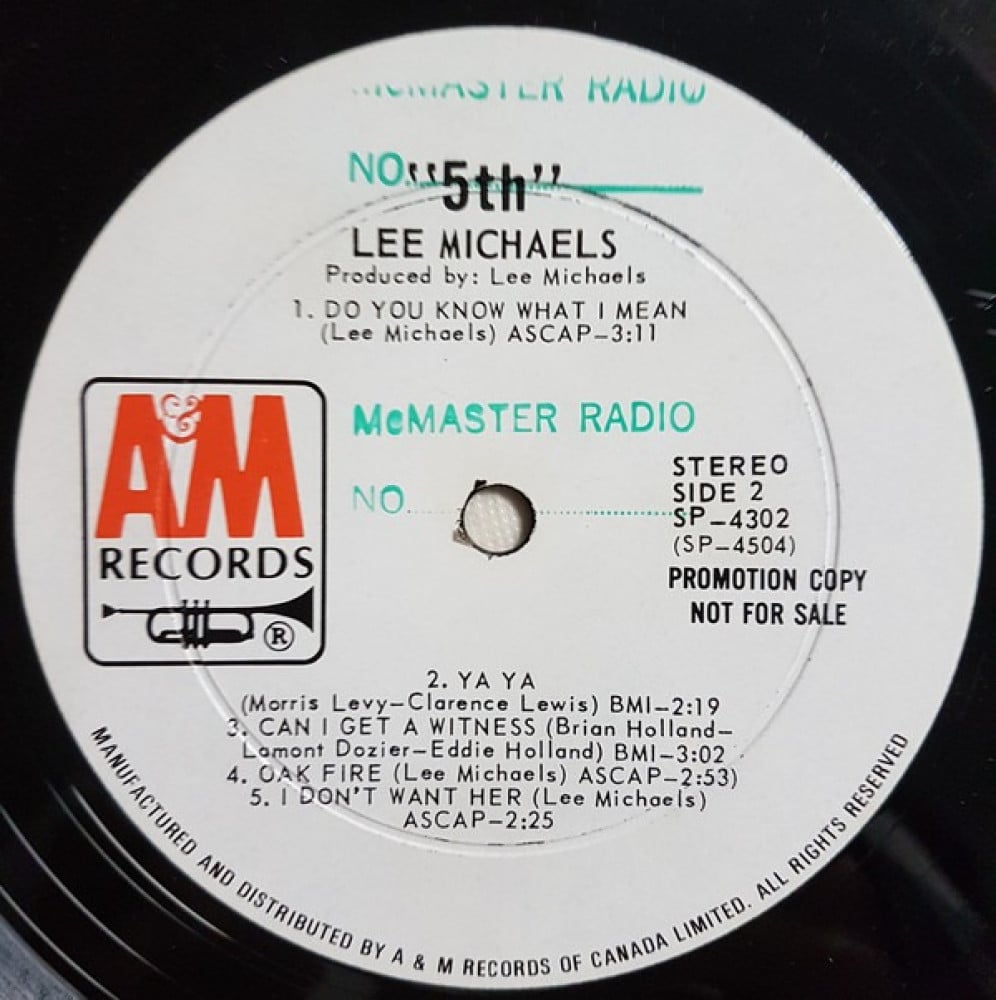 McMASTER RADIO
NO.
"5th"
LEE MICHAELS
Produced by: Lee Michaels
1. DO YOU KNOW WHAT I MEAN
(Lee Michaels) ASCAP–3:11
A&M
RECORDS
®
McMASTER RADIO
NO.
STEREO
SIDE 2
SP–4302
(SP–4504)
PROMOTION COPY
NOT FOR SALE
2. YA YA
(Morris Levy–Clarence Lewis) BMI–2:19
3. CAN I GET A WITNESS (Brian Holland–
Lamont Dozier–Eddie Holland) BMI–3:02
4. OAK FIRE (Lee Michaels) ASCAP–2:53)
5. I DON'T WANT HER (Lee Michaels)
ASCAP–2:25
MANUFACTURED AND DISTRIBUTED BY A & M RECORDS OF CANADA LIMITED. ALL RIGHTS RESERVED